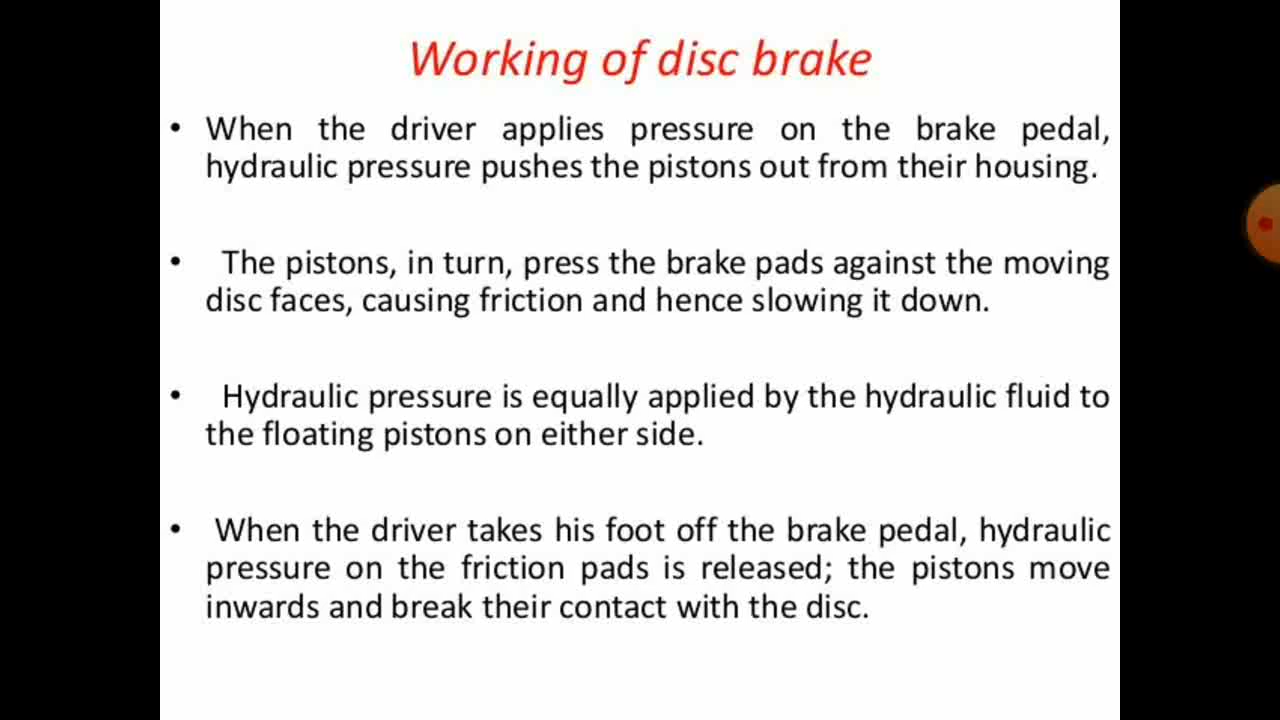 Working of disc brake
• When the driver applies pressure on the brake pedal,
hydraulic pressure pushes the pistons out from their housing.
• The pistons, in turn, press the brake pads against the moving
disc faces, causing friction and hence slowing it down.
• Hydraulic pressure is equally applied by the hydraulic fluid to
the floating pistons on either side.
• When the driver takes his foot off the brake pedal, hydraulic
pressure on the friction pads is released; the pistons move
inwards and break their contact with the disc.